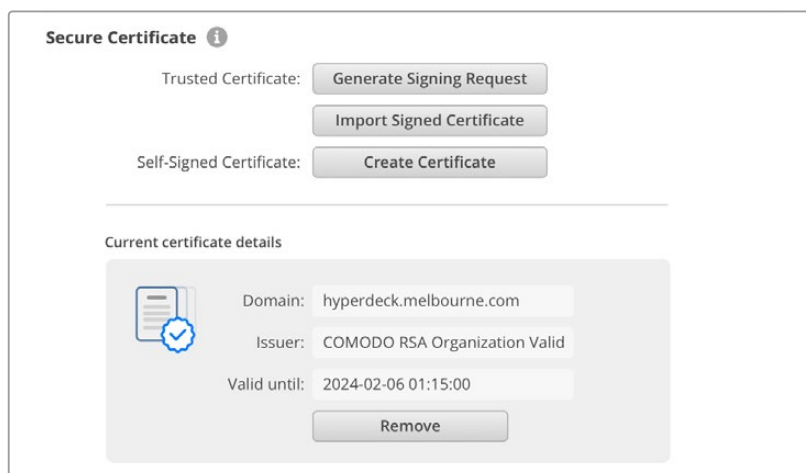 Secure Certificate i
Trusted Certificate: Generate Signing Request
Import Signed Certificate
Self-Signed Certificate: Create Certificate
Current certificate details
Domain: hyperdeck.melbourne.com
Issuer: COMODO RSA Organization Valid
Valid until: 2024-02-06 01:15:00
Remove